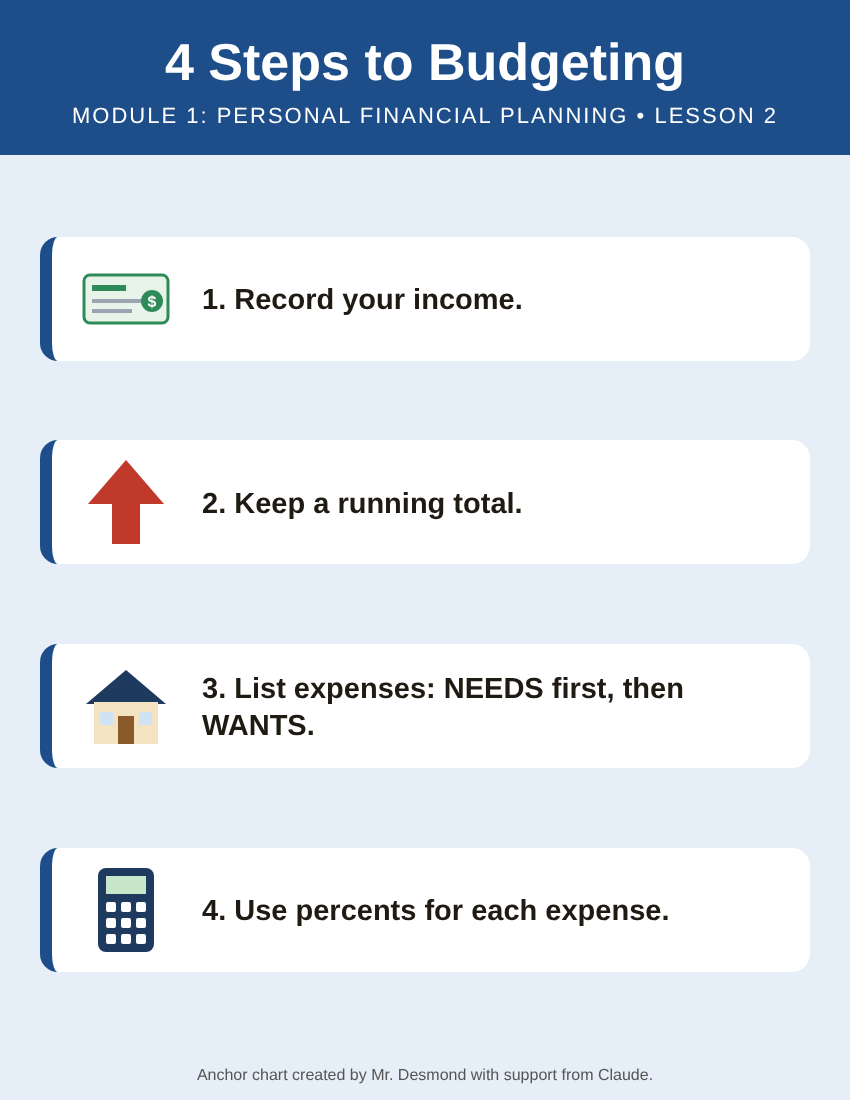 4 Steps to Budgeting
MODULE 1: PERSONAL FINANCIAL PLANNING • LESSON 2
$
1. Record your income.
2. Keep a running total.
3. List expenses: NEEDS first, then
WANTS.
4. Use percents for each expense.
Anchor chart created by Mr. Desmond with support from Claude.